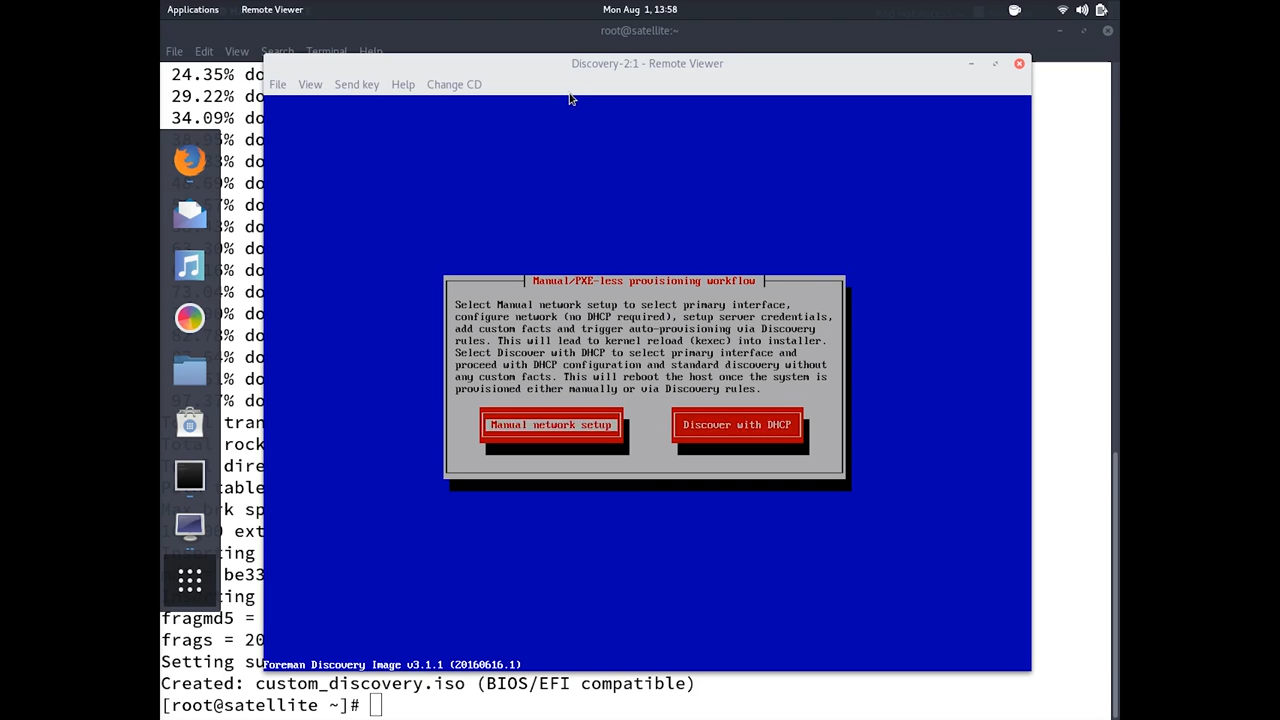 Applications Remote Viewer Mon Aug 1, 13:58
root@satellite:~
File Edit View Search Terminal Help
Discovery-2:1 - Remote Viewer
File View Send key Help Change CD
24.35% do
29.22% do
34.09% do
Manual/PXE-less provisioning workflow
Select Manual network setup to select primary interface,
configure network (no DHCP required), setup server credentials,
add custom facts and trigger auto-provisioning via Discovery
rules. This will lead to kernel reload (kexec) into installer.
Select Discover with DHCP to select primary interface and
proceed with DHCP configuration and standard discovery without
any custom facts. This will reboot the host once the system is
provisioned either manually or via Discovery rules.
Manual network setup Discover with DHCP
fragmd5 =
frags = 20
Setting su
Foreman Discovery Image v3.1.1 (20160616.1)
Created: custom_discovery.iso (BIOS/EFI compatible)
[root@satellite ~]#